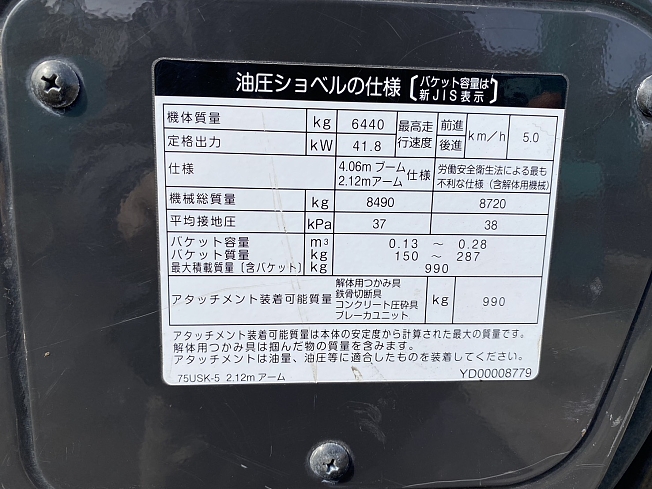 油圧ショベルの仕様 〔バケット容量は 新JIS表示〕
機体質量 kg 6440 最高走行速度 前進 後進 km/h 5.0
定格出力 kW 41.8
仕様 4.06m ブーム 2.12mアーム 仕様 労働安全衛生法による最も不利な仕様(含解体用機械)
機械総質量 kg 8490 8720
平均接地圧 kPa 37 38
バケット容量 m³ 0.13 ～ 0.28
バケット質量 kg 150 ～ 287
最大積載質量〔含バケット〕 kg 990
アタッチメント装着可能質量 解体用つかみ具 鉄骨切断具 コンクリート圧砕具 ブレーカユニット kg 990
アタッチメント装着可能質量は本体の安定度から計算された最大の質量です。
解体用つかみ具は掴んだ物の質量を含みます。
アタッチメントは油量、油圧等に適合したものを装着してください。
75USK-5 2.12m アーム YD00008779